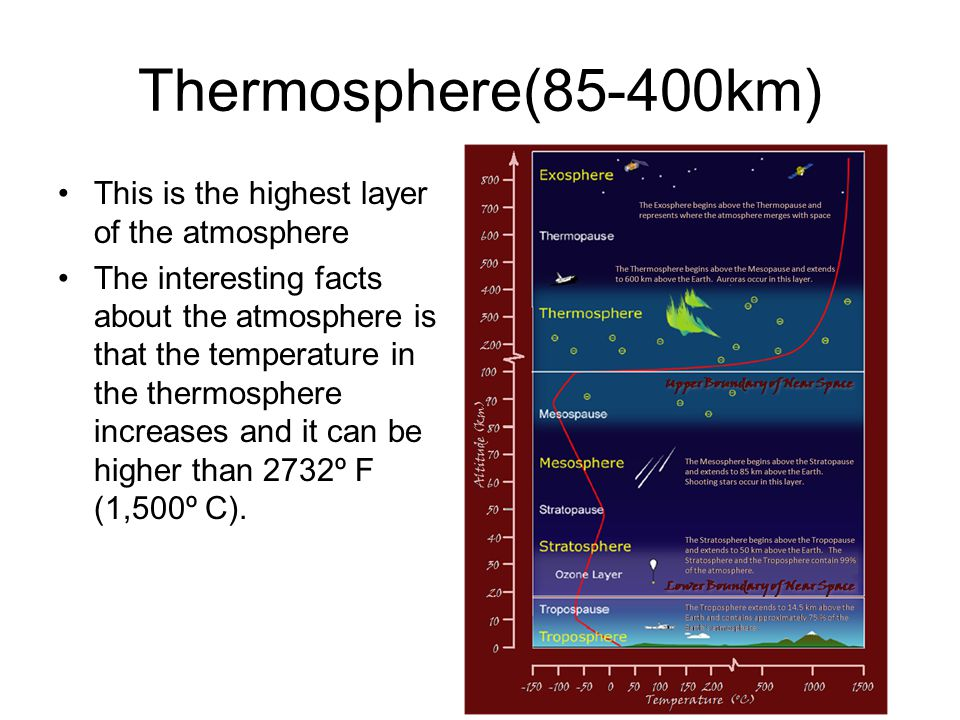 Thermosphere(85-400km)
• This is the highest layer
of the atmosphere
• The interesting facts
about the atmosphere is
that the temperature in
the thermosphere
increases and it can be
higher than 2732º F
(1,500º C).
Exosphere
The Exosphere begins above the Thermopause and
represents where the atmosphere merges with space
Thermopause
The Thermosphere begins above the Mesopause and extends
to 600 km above the Earth. Auroras occur in this layer.
Thermosphere
Upper Boundary of Near Space
Mesopause
Mesosphere
The Mesosphere begins above the Stratopause
and extends to 85 km above the Earth.
Shooting stars occur in this layer.
Stratopause
Stratosphere
The Stratosphere begins above the Tropopause
and extends to 50 km above the Earth. The
Stratosphere and the Troposphere contain 99%
of the atmosphere.
Ozone Layer
Lower Boundary of Near Space
Tropopause
The Troposphere extends to 14.5 km above the
Earth and contains approximately 75% of the
Earth's atmosphere.
Troposphere
800
700
600
500
400
300
200
100
90
80
70
60
50
40
30
20
10
0
Altitude (km)
-150 -100 -50 0 50 100 150 200 500 1000 1500
Temperature (°C)